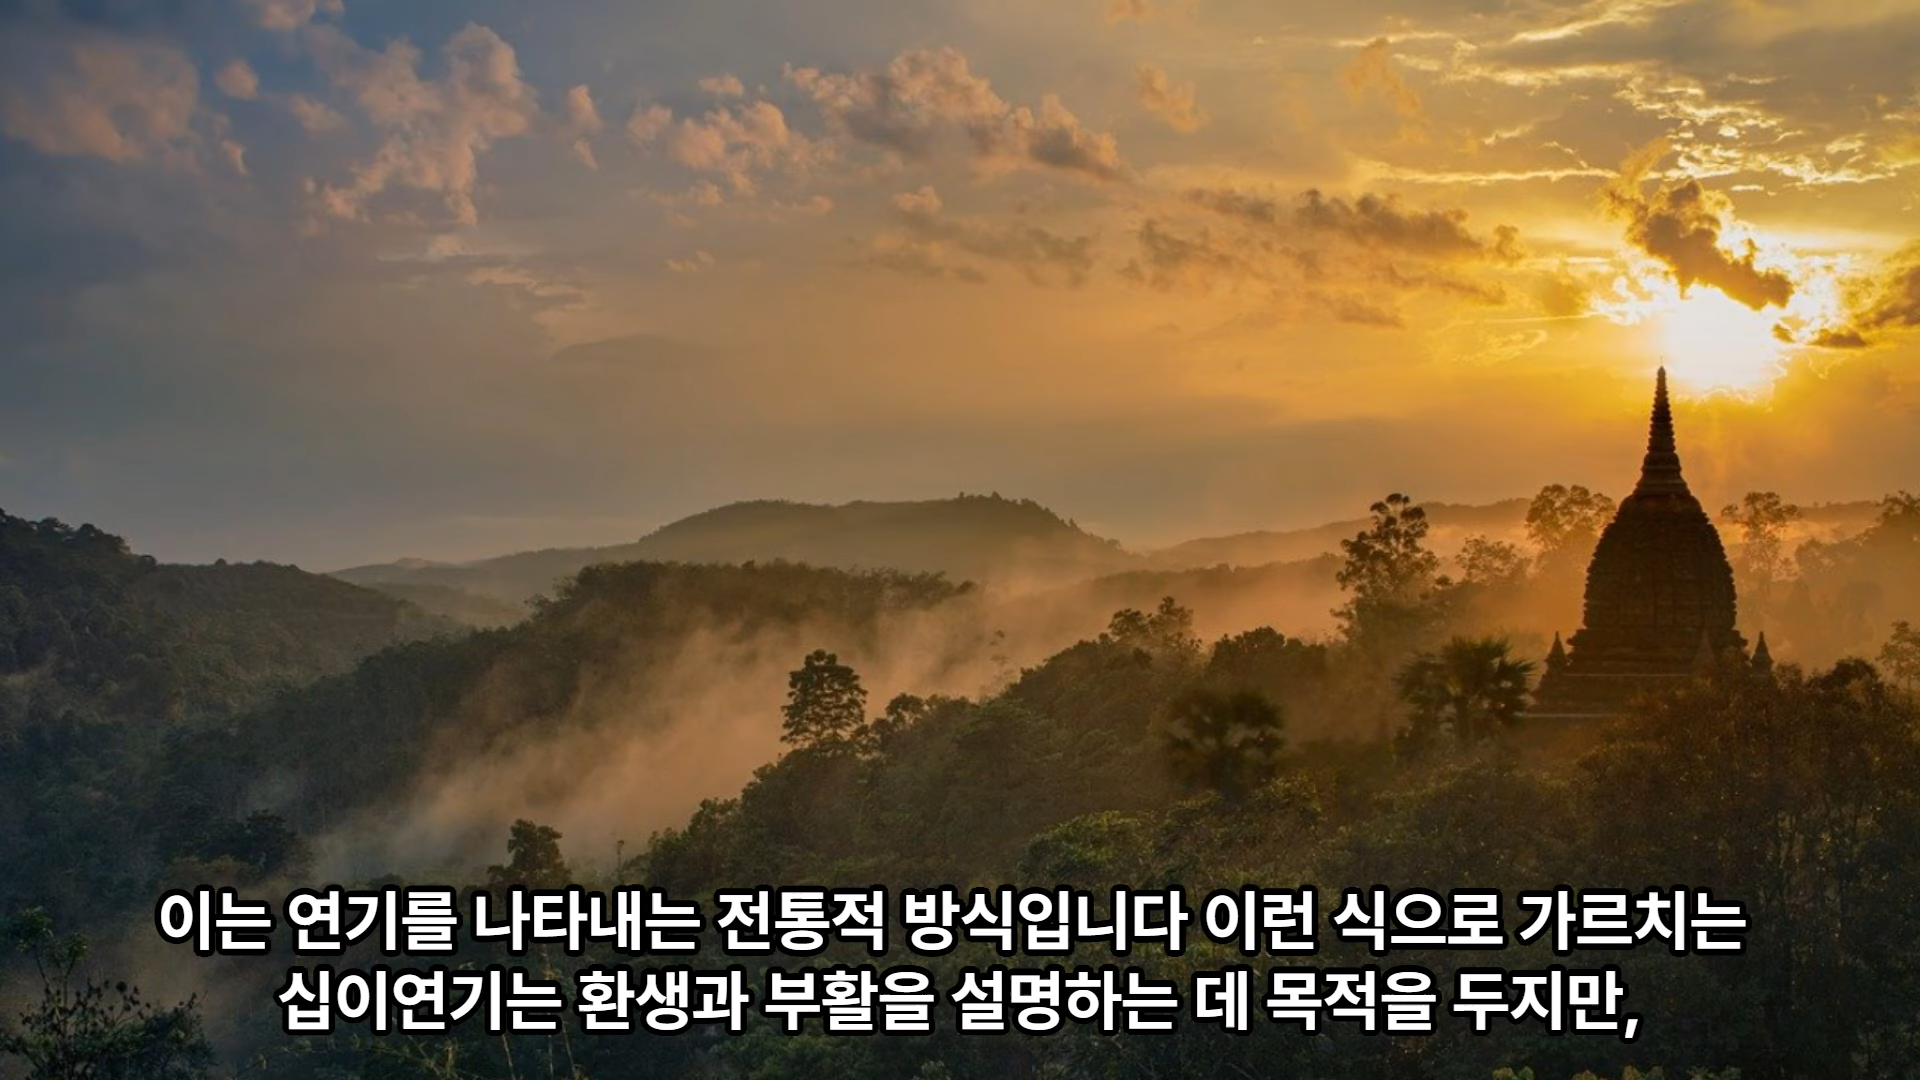 이는 연기를 나타내는 전통적 방식입니다 이런 식으로 가르치는
십이연기는 환생과 부활을 설명하는 데 목적을 두지만,